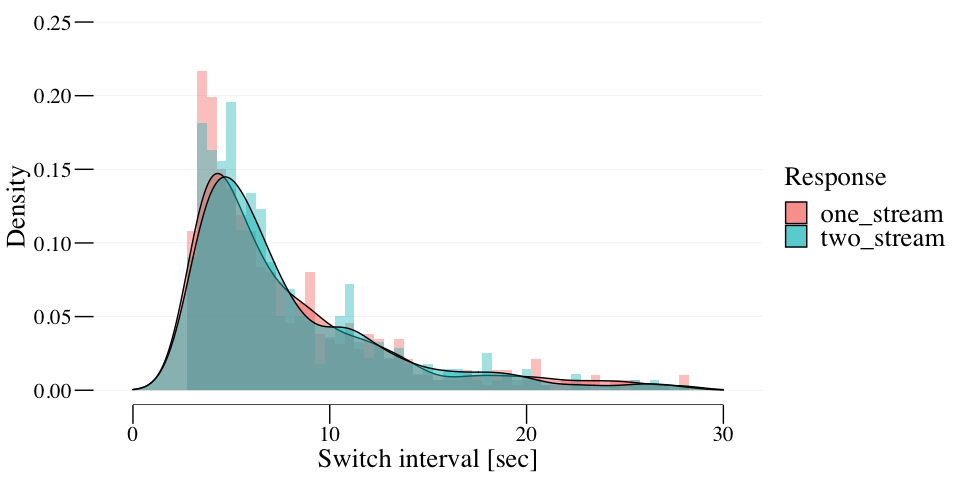 0.25
0.20
0.15
0.10
0.05
0.00
Density
0
10
20
30
Switch interval [sec]
Response
one_stream
two_stream